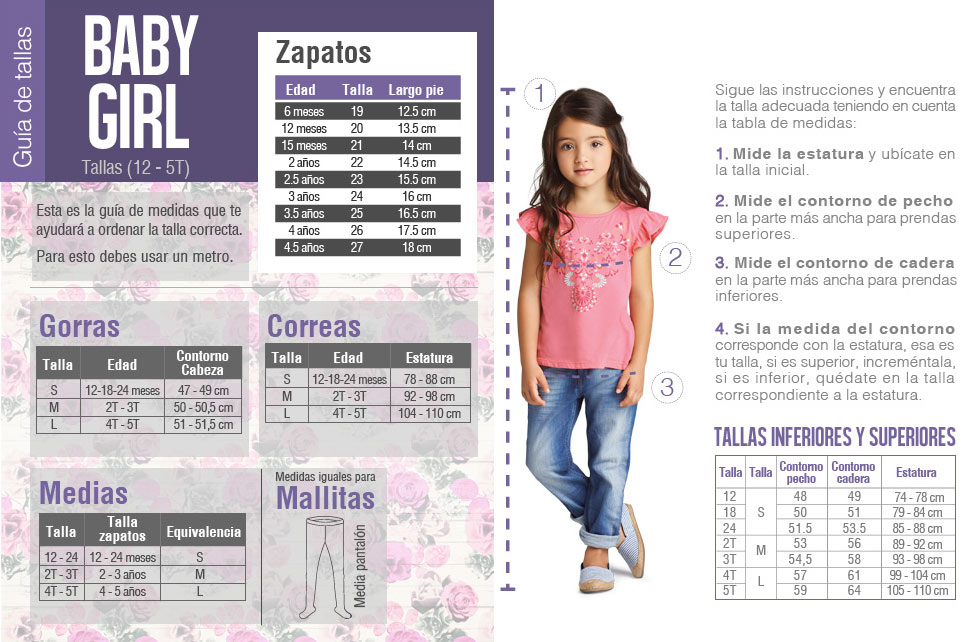 Guía de tallas
BABY
GIRL
Tallas (12 - 5T)
Esta es la guía de medidas que te
ayudará a ordenar la talla correcta.
Para esto debes usar un metro.
Zapatos
Edad Talla Largo pie
6 meses 19 12.5 cm
12 meses 20 13.5 cm
15 meses 21 14 cm
2 años 22 14.5 cm
2.5 años 23 15.5 cm
3 años 24 16 cm
3.5 años 25 16.5 cm
4 años 26 17.5 cm
4.5 años 27 18 cm
Gorras
Talla Edad Contorno
Cabeza
S 12-18-24 meses 47 - 49 cm
M 2T - 3T 50 - 50,5 cm
L 4T - 5T 51 - 51,5 cm
Correas
Talla Edad Estatura
S 12-18-24 meses 78 - 88 cm
M 2T - 3T 92 - 98 cm
L 4T - 5T 104 - 110 cm
Medias
Talla Talla
zapatos Equivalencia
12 - 24 12 - 24 meses S
2T - 3T 2 - 3 años M
4T - 5T 4 - 5 años L
Medidas iguales para
Mallitas
Media pantalón
1
2
3
Sigue las instrucciones y encuentra
la talla adecuada teniendo en cuenta
la tabla de medidas:
1. Mide la estatura y ubícate en
la talla inicial.
2. Mide el contorno de pecho
en la parte más ancha para prendas
superiores.
3. Mide el contorno de cadera
en la parte más ancha para prendas
inferiores.
4. Si la medida del contorno
corresponde con la estatura, esa es
tu talla, si es superior, increméntala,
si es inferior, quédate en la talla
correspondiente a la estatura.
TALLAS INFERIORES Y SUPERIORES
Talla Talla Contorno
pecho Contorno
cadera Estatura
12 48 49 74 - 78 cm
18 S 50 51 79 - 84 cm
24 51.5 53.5 85 - 88 cm
2T M 53 56 89 - 92 cm
3T 54,5 58 93 - 98 cm
4T L 57 61 99 - 104 cm
5T 59 64 105 - 110 cm